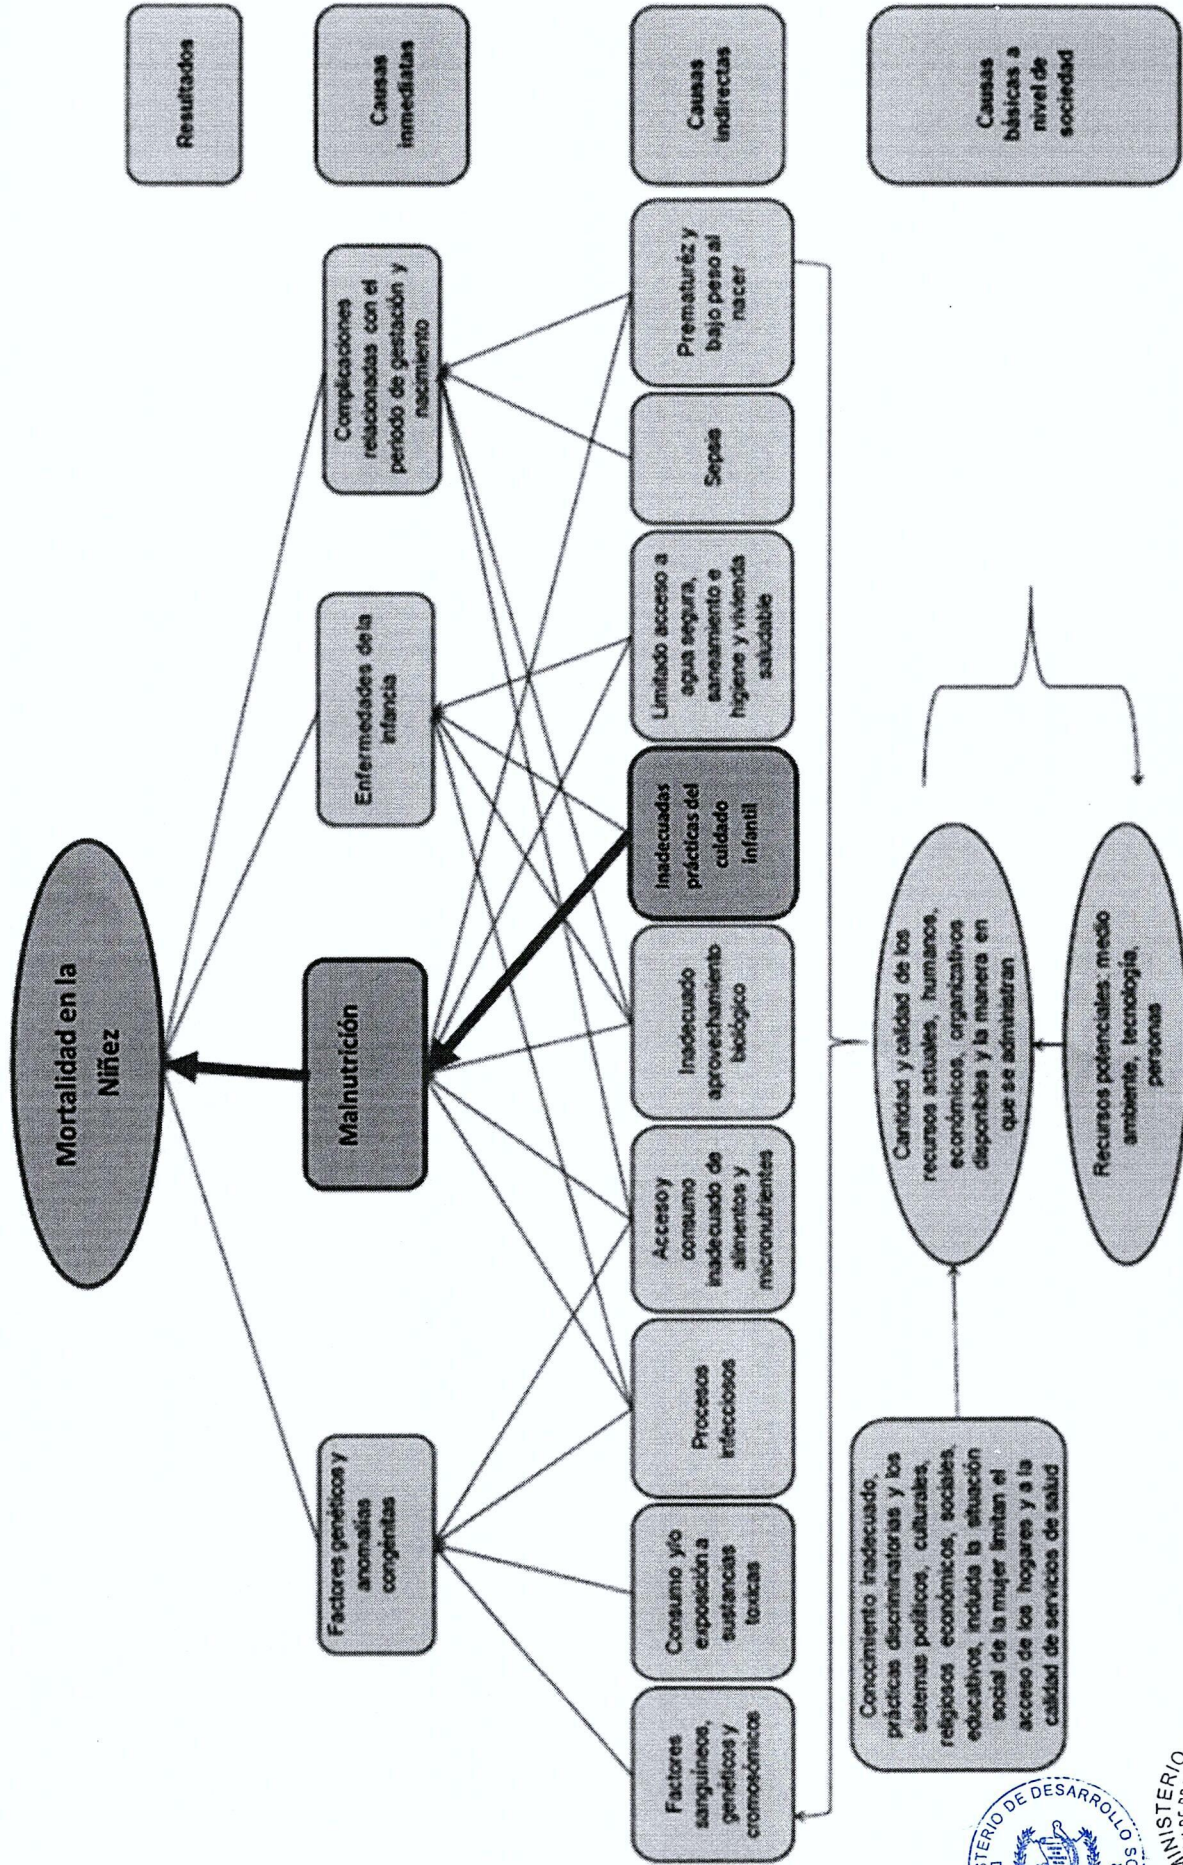 Mortalidad en la
Niñez
Resultados
Factores genéticos y
anomalías
congénitas
Malnutrición
Enfermedades dela
infancia
Complicaciones
relacionadas con el
período de gestación y
nacimiento
Causas
inmediatas
Factores
sanguíneos,
genéticos y
cromosómicos
Consumo y/o
exposición a
sustancias
toxicas
Procesos
infecciosos
Acceso y
consumo
inadecuado de
alimentos y
micronutrientes
Inadecuado
aprovechamiento
biológico
Inadecuadas
prácticas del
cuidado
infantil
Limitado acceso a
agua segura,
saneamiento e
higiene y vivienda
saludable
Sepsis
Prematuréz y
bajo peso al
nacer
Causas
indirectas
Conocimiento inadecuado,
prácticas discriminatorias y los
sistemas políticos, culturales,
religiosos económicos, sociales,
educativos, incluida la situación
social de la mujer limitan el
acceso de los hogares y a la
calidad de servicios de salud
Cantidad y calidad de los
recursos actuales, humanos,
económicos, organizativos
disponibles y la manera en
que se administran
Recursos potenciales: medio
ambiente, tecnología,
personas
Causas
básicas a
nivel de
sociedad
DE DESARROLLO
MINISTERIO